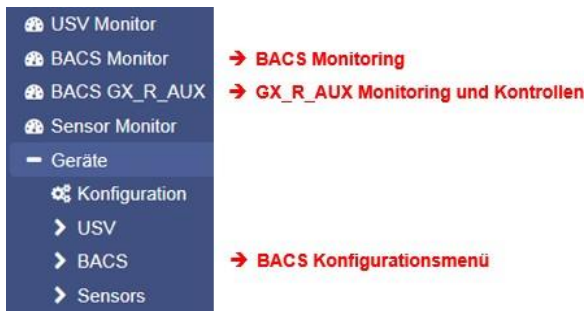 USV Monitor
BACS Monitor → BACS Monitoring
BACS GX_R_AUX → GX_R_AUX Monitoring und Kontrollen
Sensor Monitor
Geräte
Konfiguration
USV
BACS → BACS Konfigurationsmenü
Sensors